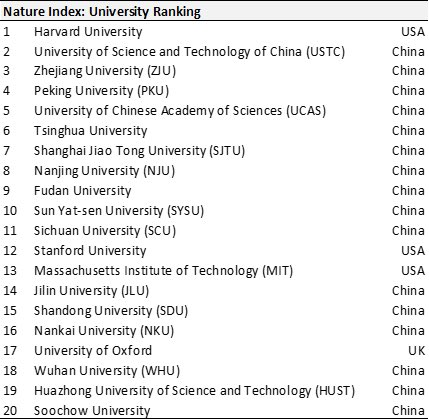 Nature Index: University Ranking
1 Harvard University USA
2 University of Science and Technology of China (USTC) China
3 Zhejiang University (ZJU) China
4 Peking University (PKU) China
5 University of Chinese Academy of Sciences (UCAS) China
6 Tsinghua University China
7 Shanghai Jiao Tong University (SJTU) China
8 Nanjing University (NJU) China
9 Fudan University China
10 Sun Yat-sen University (SYSU) China
11 Sichuan University (SCU) China
12 Stanford University USA
13 Massachusetts Institute of Technology (MIT) USA
14 Jilin University (JLU) China
15 Shandong University (SDU) China
16 Nankai University (NKU) China
17 University of Oxford UK
18 Wuhan University (WHU) China
19 Huazhong University of Science and Technology (HUST) China
20 Soochow University China